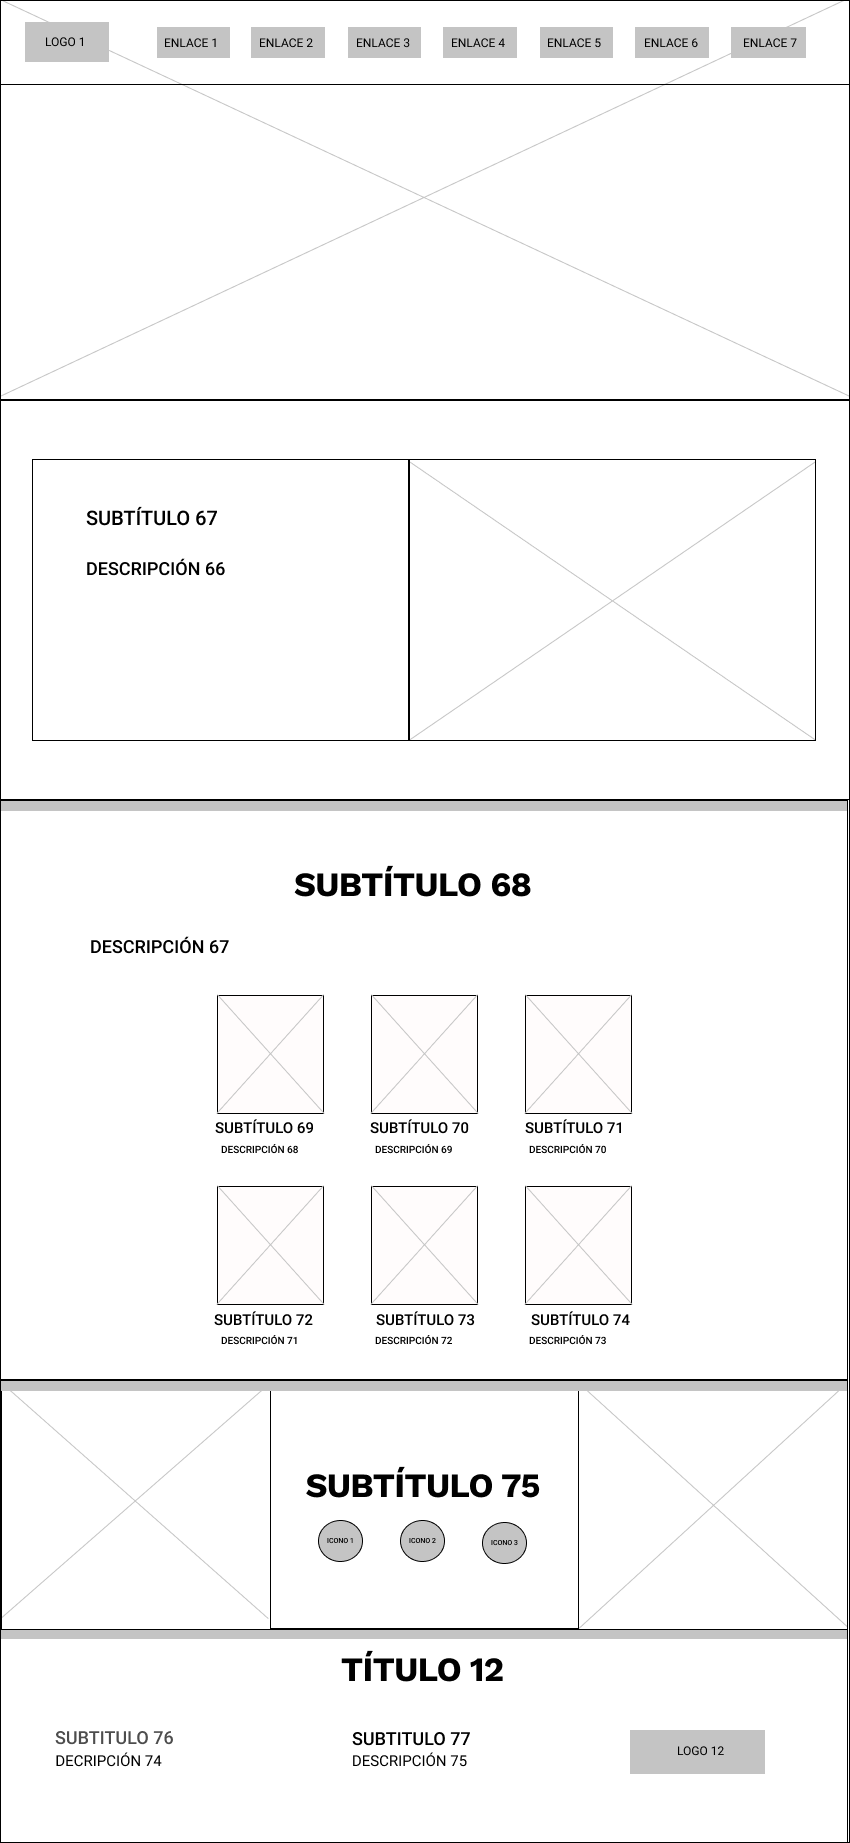 LOGO 1
ENLACE 1
ENLACE 2
ENLACE 3
ENLACE 4
ENLACE 5
ENLACE 6
ENLACE 7
SUBTÍTULO 67
DESCRIPCIÓN 66
SUBTÍTULO 68
DESCRIPCIÓN 67
SUBTÍTULO 69
SUBTÍTULO 70
SUBTÍTULO 71
DESCRIPCIÓN 68
DESCRIPCIÓN 69
DESCRIPCIÓN 70
SUBTÍTULO 72
SUBTÍTULO 73
SUBTÍTULO 74
DESCRIPCIÓN 71
DESCRIPCIÓN 72
DESCRIPCIÓN 73
SUBTÍTULO 75
ICONO 1
ICONO 2
ICONO 3
TÍTULO 12
SUBTITULO 76
DECRIPCIÓN 74
SUBTITULO 77
DESCRIPCIÓN 75
LOGO 12